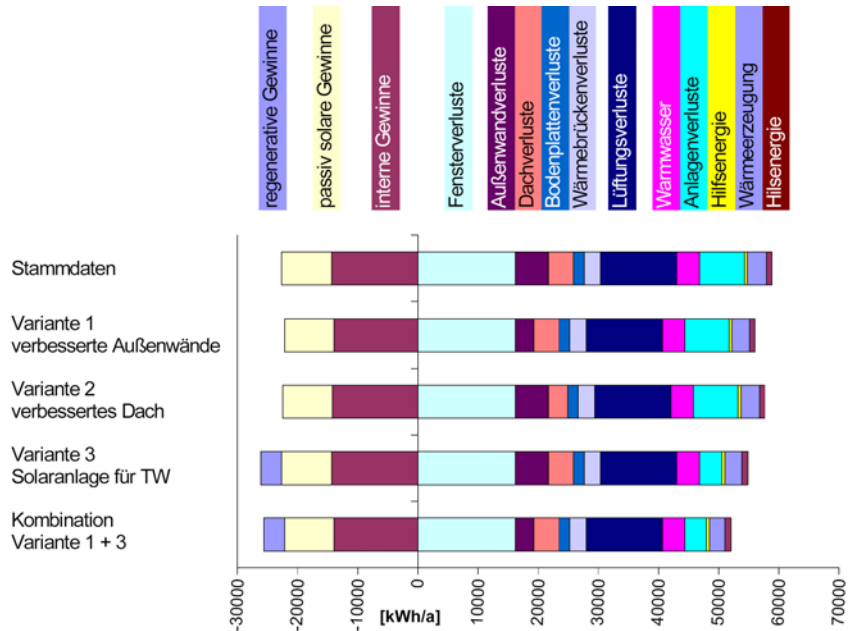 regenerative Gewinne
passiv solare Gewinne
interne Gewinne
Fensterverluste
Außenwandverluste
Dachverluste
Bodenplattenverluste
Wärmebrückenverluste
Lüftungsverluste
Warmwasser
Anlagenverluste
Hilfsenergie
Wärmeerzeugung
Hilsenergie
Stammdaten
Variante 1
verbesserte Außenwände
Variante 2
verbessertes Dach
Variante 3
Solaranlage für TW
Kombination
Variante 1 + 3
-30000
-20000
-10000
0
10000
20000
30000
40000
50000
60000
70000
[kWh/a]